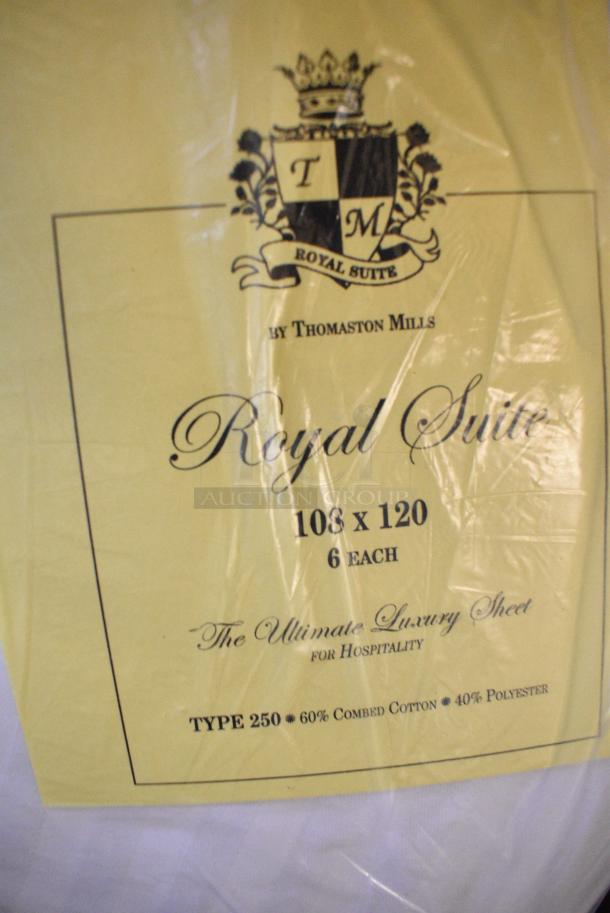 T
M
ROYAL SUITE
BY THOMASTON MILLS
Royal Suite
AUCTION GROUP
108 x 120
6 EACH
The Ultimate Luxury Sheet
FOR HOSPITALITY
TYPE 250 * 60% COMBED COTTON * 40% POLYESTER